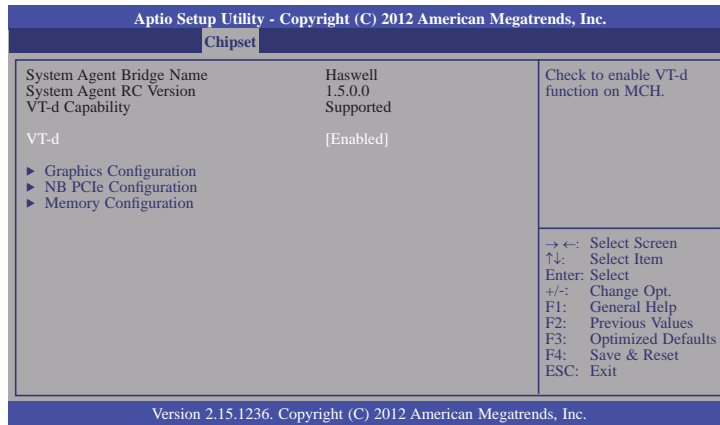 Aptio Setup Utility - Copyright (C) 2012 American Megatrends, Inc.
Chipset
System Agent Bridge Name Haswell
System Agent RC Version 1.5.0.0
VT-d Capability Supported
VT-d [Enabled]
▶ Graphics Configuration
▶ NB PCIe Configuration
▶ Memory Configuration
Check to enable VT-d
function on MCH.
→ ←: Select Screen
↑↓: Select Item
Enter: Select
+/-: Change Opt.
F1: General Help
F2: Previous Values
F3: Optimized Defaults
F4: Save & Reset
ESC: Exit
Version 2.15.1236. Copyright (C) 2012 American Megatrends, Inc.